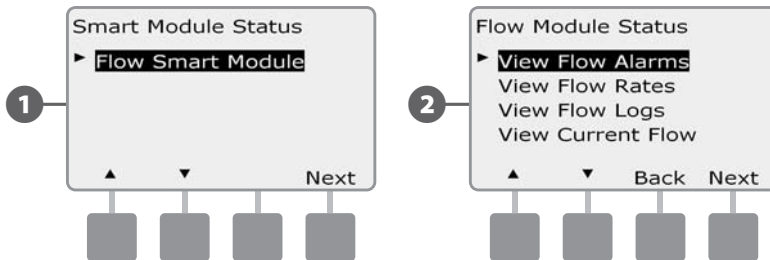 Smart Module Status
► Flow Smart Module
1
▲ ▼ Next
Flow Module Status
► View Flow Alarms
View Flow Rates
View Flow Logs
View Current Flow
2
▲ ▼ Back Next